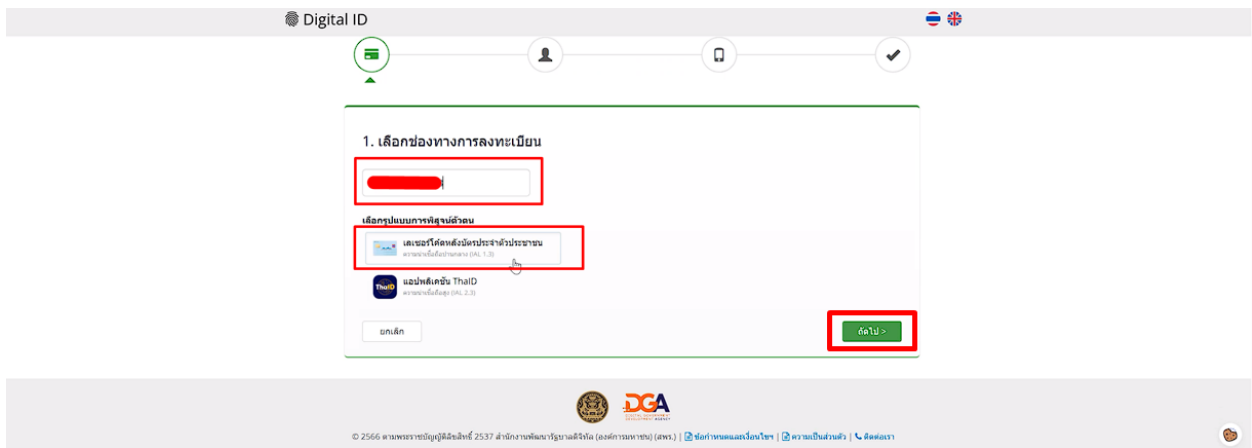 Digital ID
1. เลือกช่องทางการลงทะเบียน
เลือกรูปแบบการพิสูจน์ตัวตน
เลเซอร์โค้ดหลังบัตรประจำตัวประชาชน
ความน่าเชื่อถือปานกลาง (IAL 1.3)
ThaiD
แอปพลิเคชัน ThaID
ความน่าเชื่อถือสูง (IAL 2.3)
ยกเลิก
ถัดไป >
DGA
© 2566 ตามพระราชบัญญัติลิขสิทธิ์ 2537 สำนักงานพัฒนารัฐบาลดิจิทัล (องค์การมหาชน) (สพร.) | ข้อกำหนดและเงื่อนไขฯ | ความเป็นส่วนตัว | ติดต่อเรา